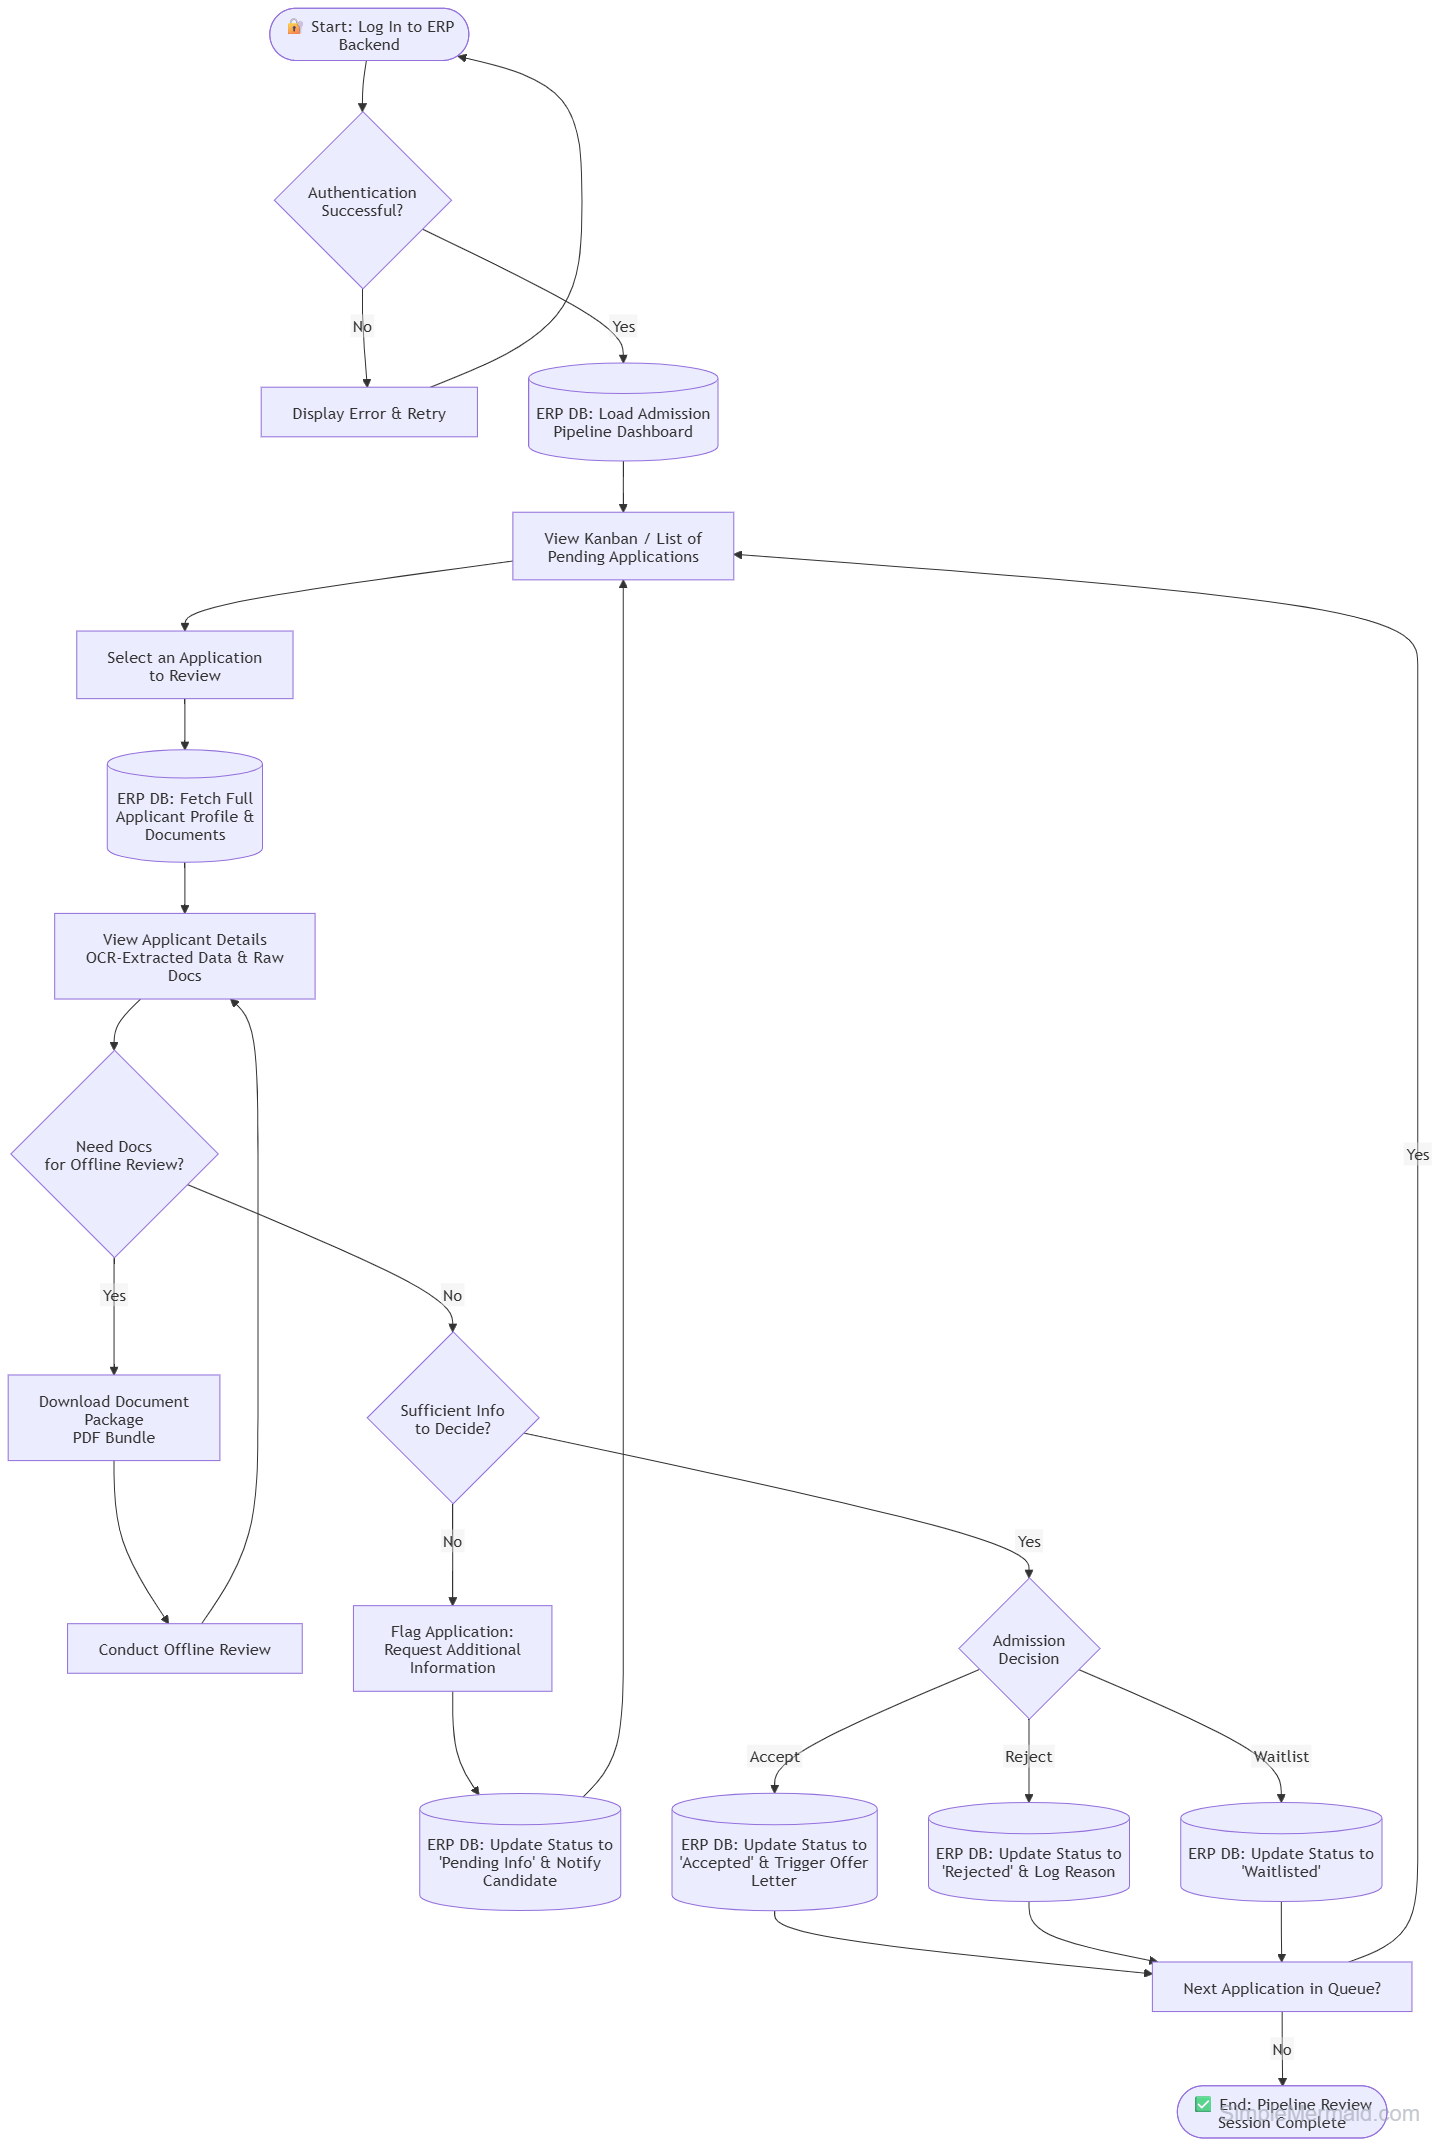 🔐 Start: Log In to ERP
Backend
Authentication
Successful?
No
Yes
Display Error & Retry
ERP DB: Load Admission
Pipeline Dashboard
View Kanban / List of
Pending Applications
Select an Application
to Review
ERP DB: Fetch Full
Applicant Profile &
Documents
View Applicant Details
OCR-Extracted Data & Raw
Docs
Need Docs
for Offline Review?
Yes
Yes
No
Download Document
Package
PDF Bundle
Sufficient Info
to Decide?
No
Yes
Conduct Offline Review
Flag Application:
Request Additional
Information
Admission
Decision
Accept
Reject
Waitlist
ERP DB: Update Status to
'Pending Info' & Notify
Candidate
ERP DB: Update Status to
'Accepted' & Trigger Offer
Letter
ERP DB: Update Status to
'Rejected' & Log Reason
ERP DB: Update Status to
'Waitlisted'
Next Application in Queue?
No
✅ End: Pipeline Review
Session Complete
SimpleMermaid.com